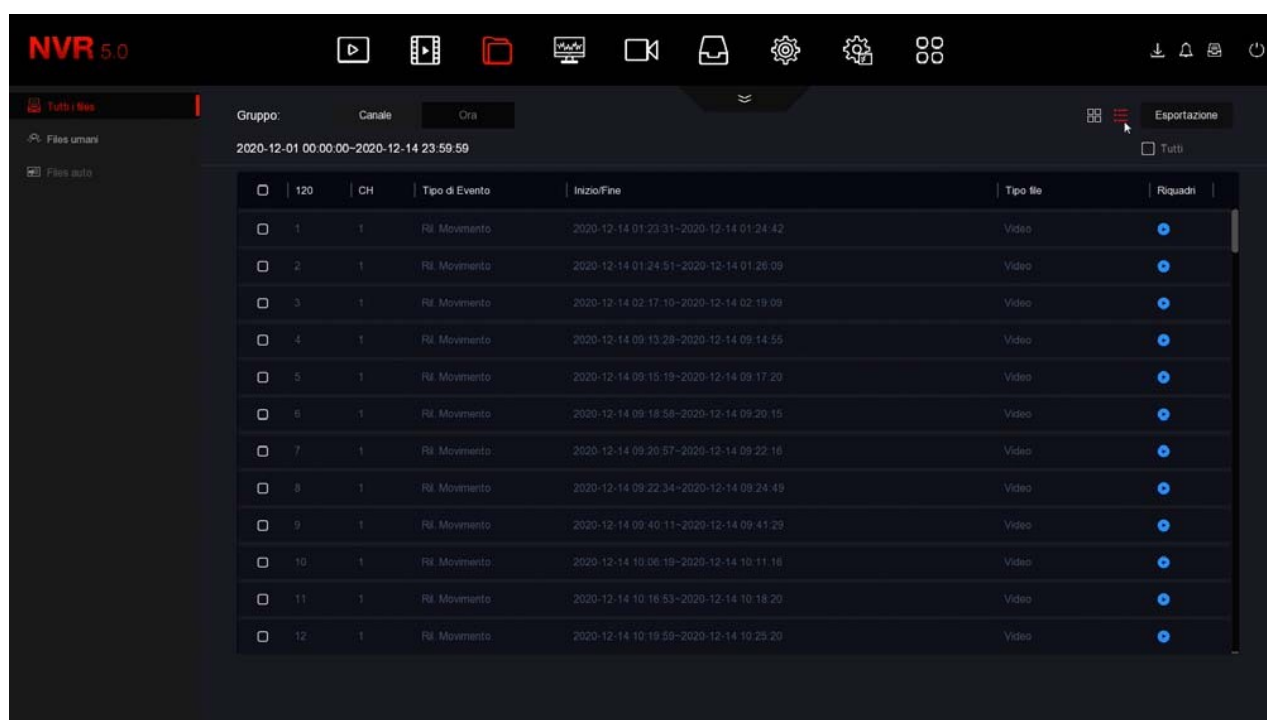 NVR 5.0
Tutti i files
Files umani
Files auto
Gruppo: Canale Ora Esportazione
2020-12-01 00:00:00~2020-12-14 23:59:59 Tutti
120 CH Tipo di Evento Inizio/Fine Tipo file Riquadri
1 1 Ril. Movimento 2020-12-14 01:23:31~2020-12-14 01:24:42 Video
2 1 Ril. Movimento 2020-12-14 01:24:51~2020-12-14 01:26:09 Video
3 1 Ril. Movimento 2020-12-14 02:17:10~2020-12-14 02:19:09 Video
4 1 Ril. Movimento 2020-12-14 09:13:28~2020-12-14 09:14:55 Video
5 1 Ril. Movimento 2020-12-14 09:15:19~2020-12-14 09:17:20 Video
6 1 Ril. Movimento 2020-12-14 09:18:58~2020-12-14 09:20:15 Video
7 1 Ril. Movimento 2020-12-14 09:20:57~2020-12-14 09:22:16 Video
8 1 Ril. Movimento 2020-12-14 09:22:34~2020-12-14 09:24:49 Video
9 1 Ril. Movimento 2020-12-14 09:40:11~2020-12-14 09:41:29 Video
10 1 Ril. Movimento 2020-12-14 10:06:19~2020-12-14 10:11:16 Video
11 1 Ril. Movimento 2020-12-14 10:16:53~2020-12-14 10:18:20 Video
12 1 Ril. Movimento 2020-12-14 10:19:59~2020-12-14 10:25:20 Video